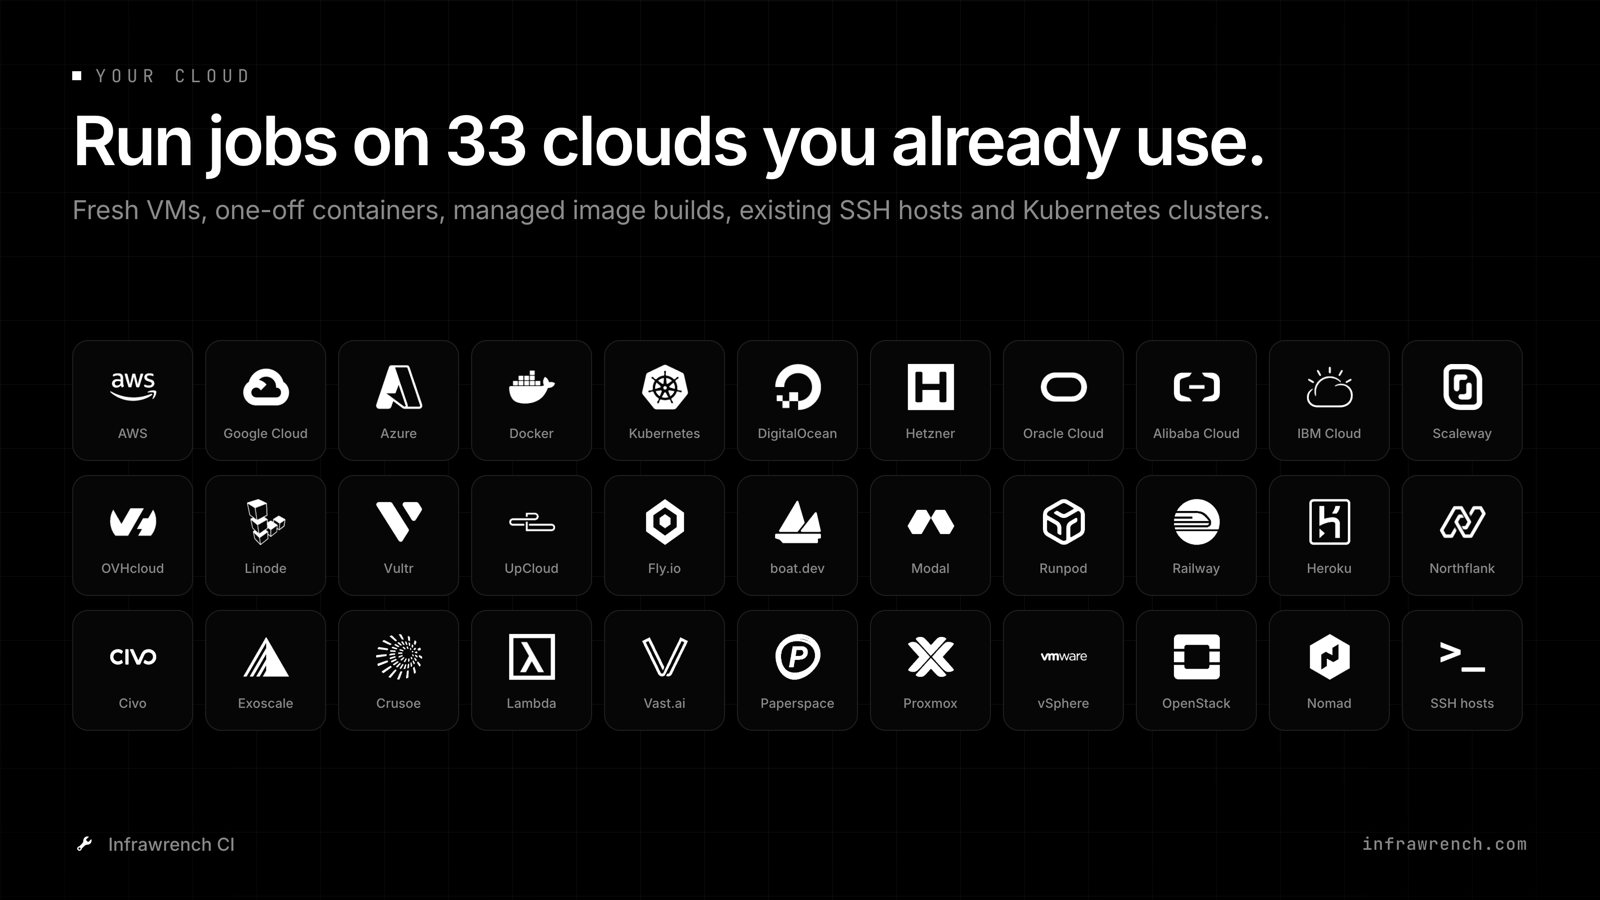 YOUR CLOUD
Run jobs on 33 clouds you already use.
Fresh VMs, one-off containers, managed image builds, existing SSH hosts and Kubernetes clusters.
aws
AWS
Google Cloud
Azure
Docker
Kubernetes
DigitalOcean
H
Hetzner
Oracle Cloud
Alibaba Cloud
IBM Cloud
Scaleway
OVHcloud
Linode
Vultr
UpCloud
Fly.io
boat.dev
Modal
Runpod
Railway
Heroku
Northflank
CIVO
Civo
Exoscale
Crusoe
λ
Lambda
Vast.ai
P
Paperspace
Proxmox
vmware
vSphere
OpenStack
Nomad
>_
SSH hosts
Infrawrench CI
infrawrench.com